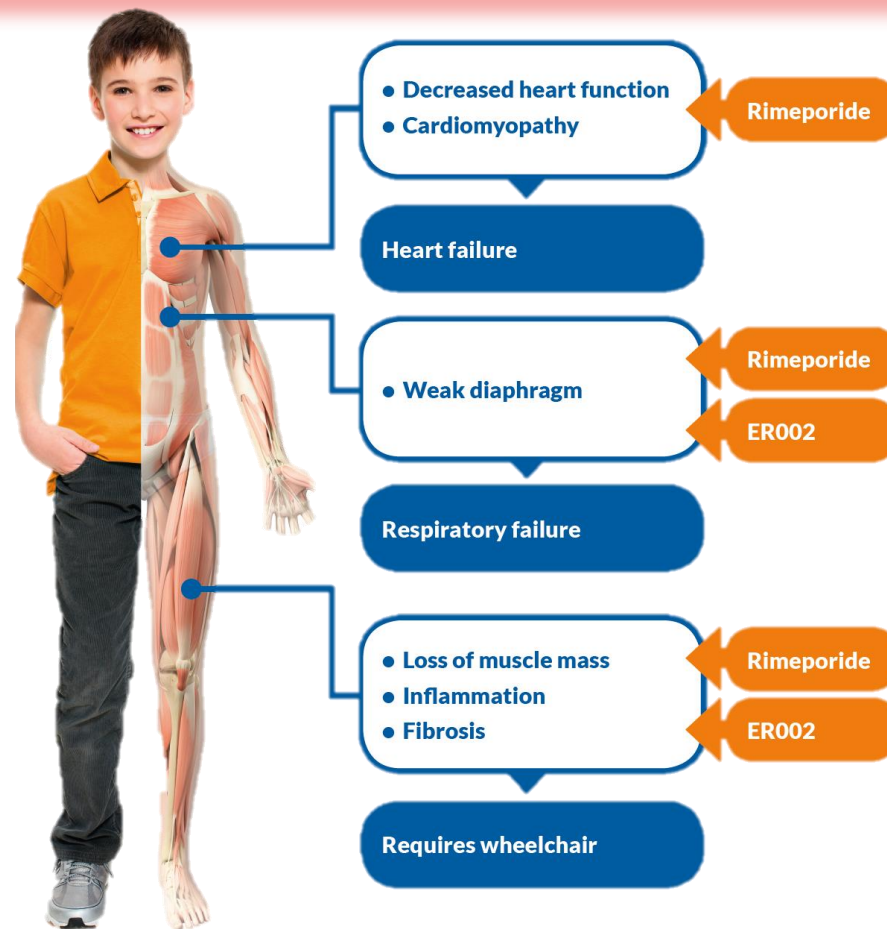 • Decreased heart function
• Cardiomyopathy
Rimeporide
Heart failure
• Weak diaphragm
Rimeporide
ER002
Respiratory failure
• Loss of muscle mass
• Inflammation
• Fibrosis
Rimeporide
ER002
Requires wheelchair